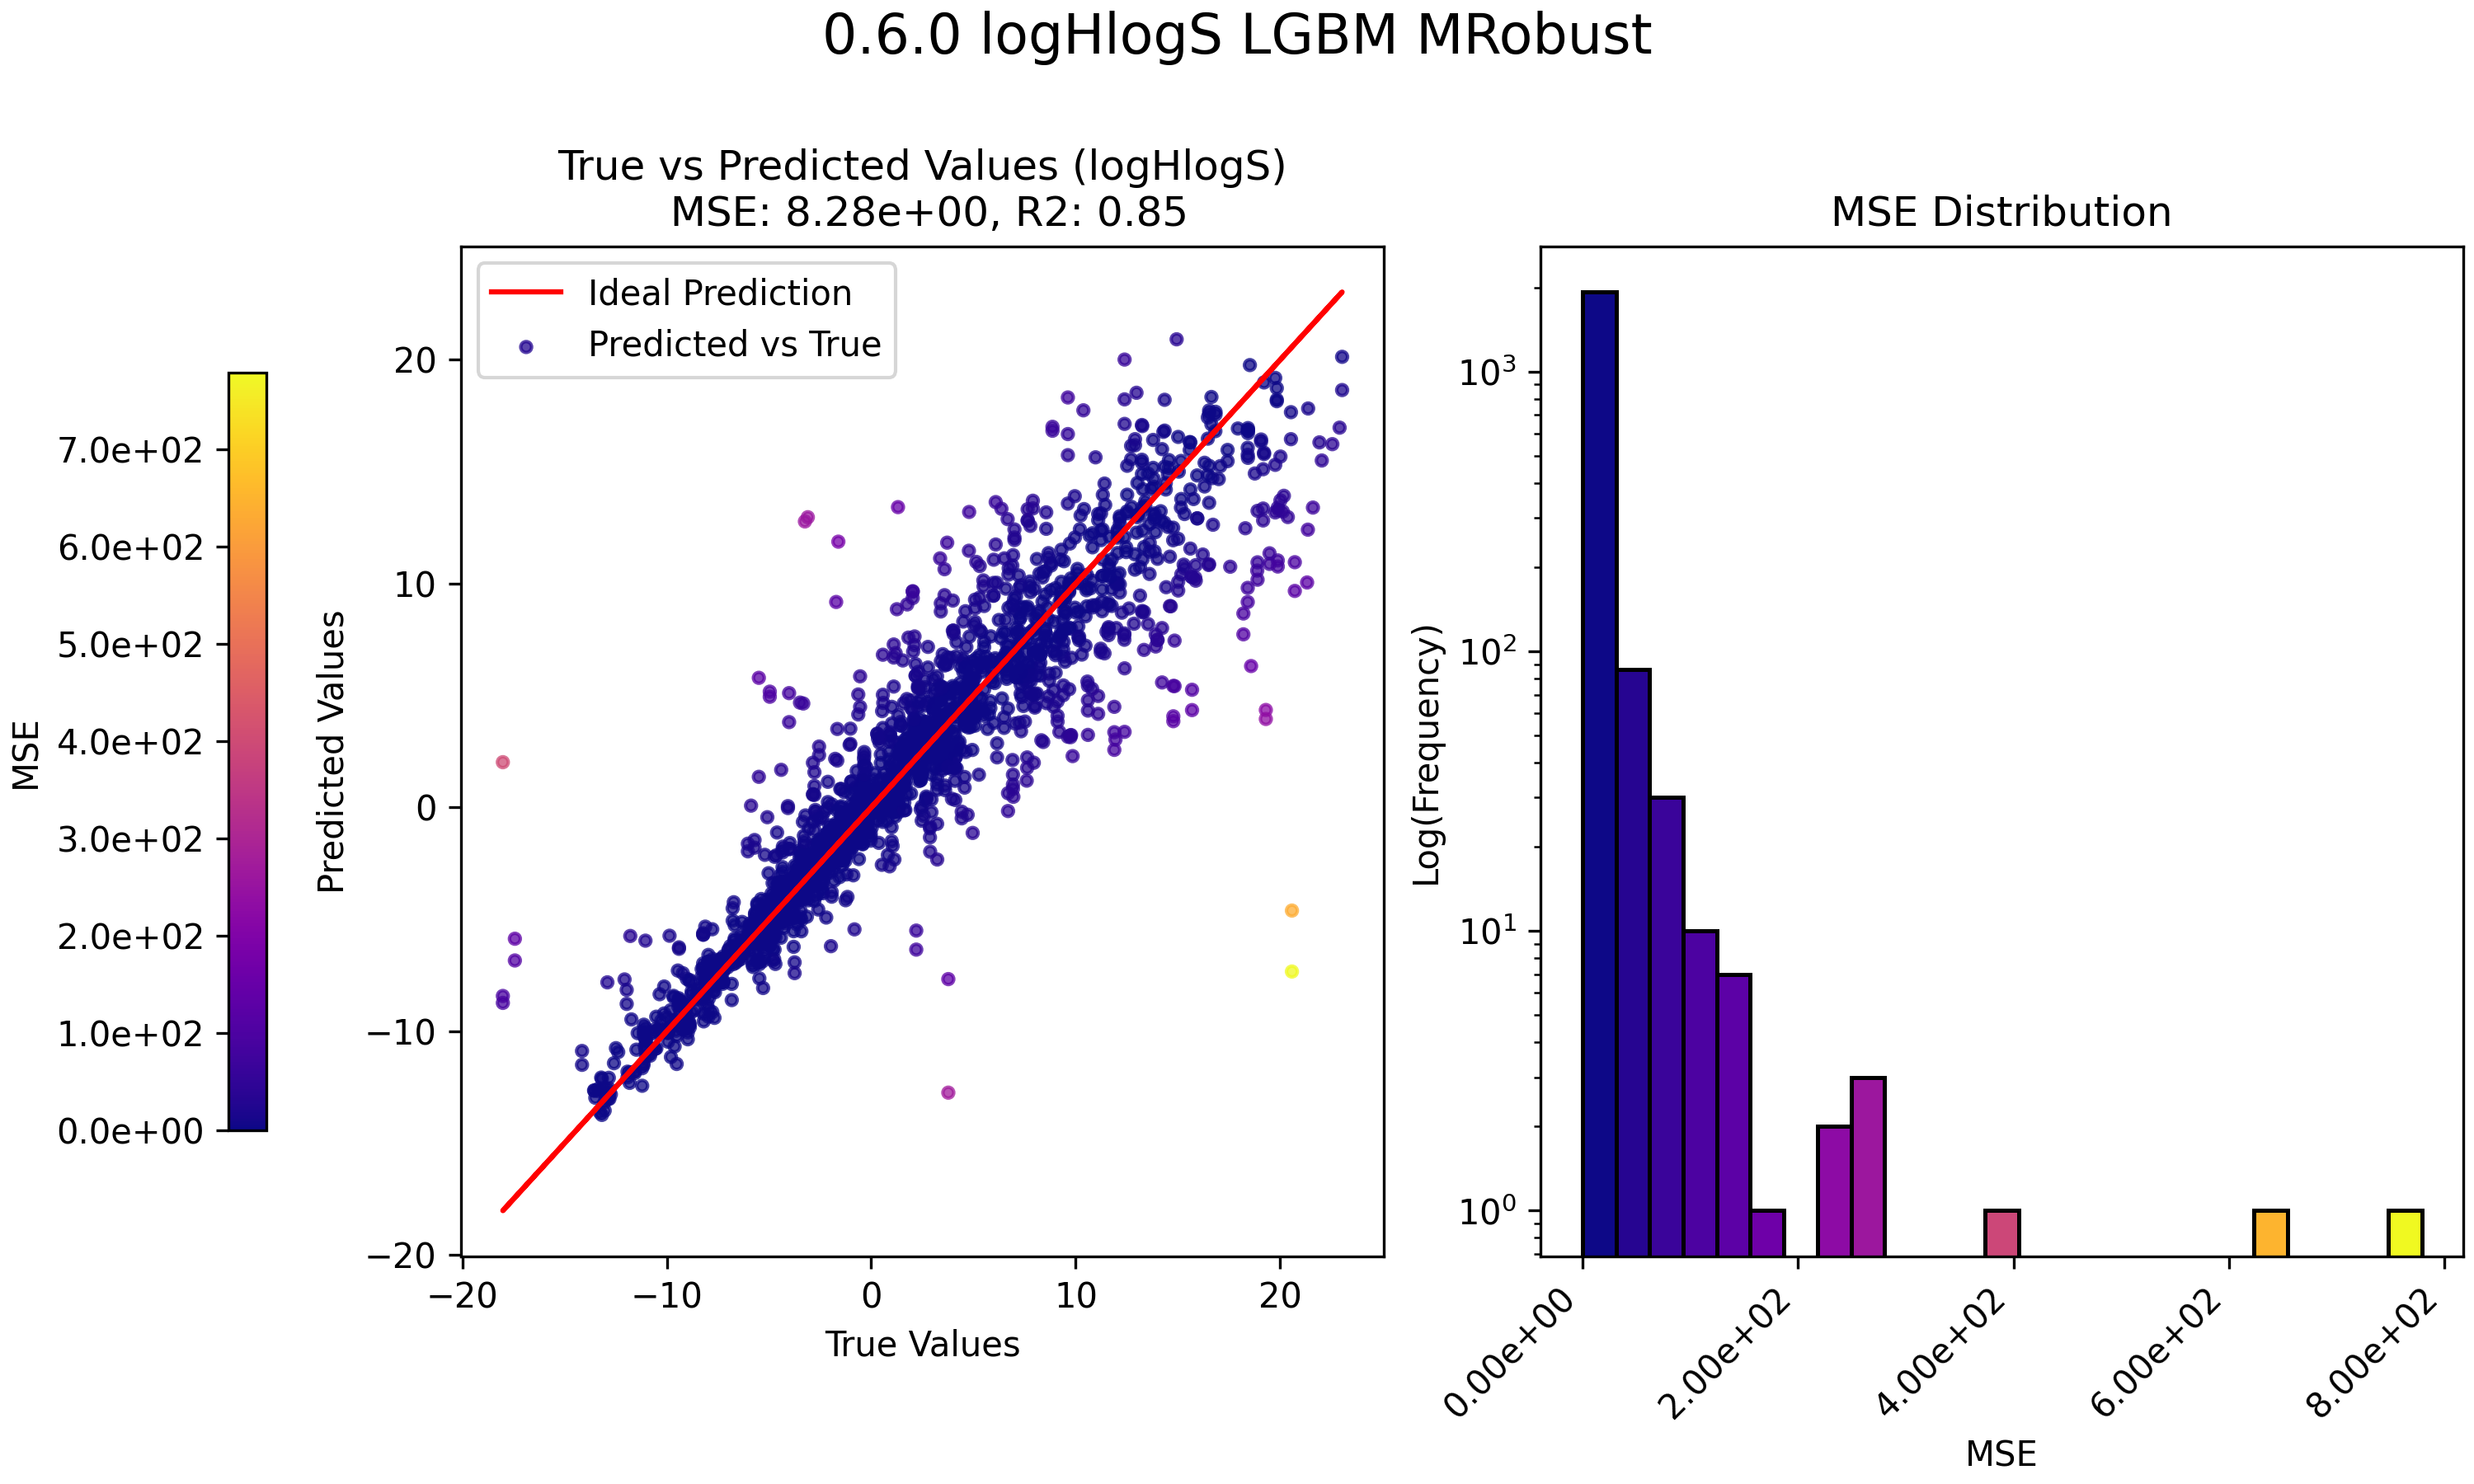 0.6.0 logHlogS LGBM MRobust
True vs Predicted Values (logHlogS)
MSE: 8.28e+00, R2: 0.85
MSE Distribution
Ideal Prediction
Predicted vs True
7.0e+02
6.0e+02
5.0e+02
4.0e+02
3.0e+02
2.0e+02
1.0e+02
0.0e+00
MSE
20
10
0
−10
−20
Predicted Values
−20
−10
0
10
20
True Values
10³
10²
10¹
10⁰
Log(Frequency)
0.00e+00
2.00e+02
4.00e+02
6.00e+02
8.00e+02
MSE